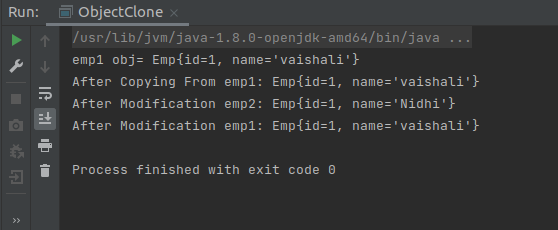 Run: ObjectClone ×
/usr/lib/jvm/java-1.8.0-openjdk-amd64/bin/java ...
emp1 obj= Emp{id=1, name='vaishali'}
After Copying From emp1: Emp{id=1, name='vaishali'}
After Modification emp2: Emp{id=1, name='Nidhi'}
After Modification emp1: Emp{id=1, name='vaishali'}
Process finished with exit code 0